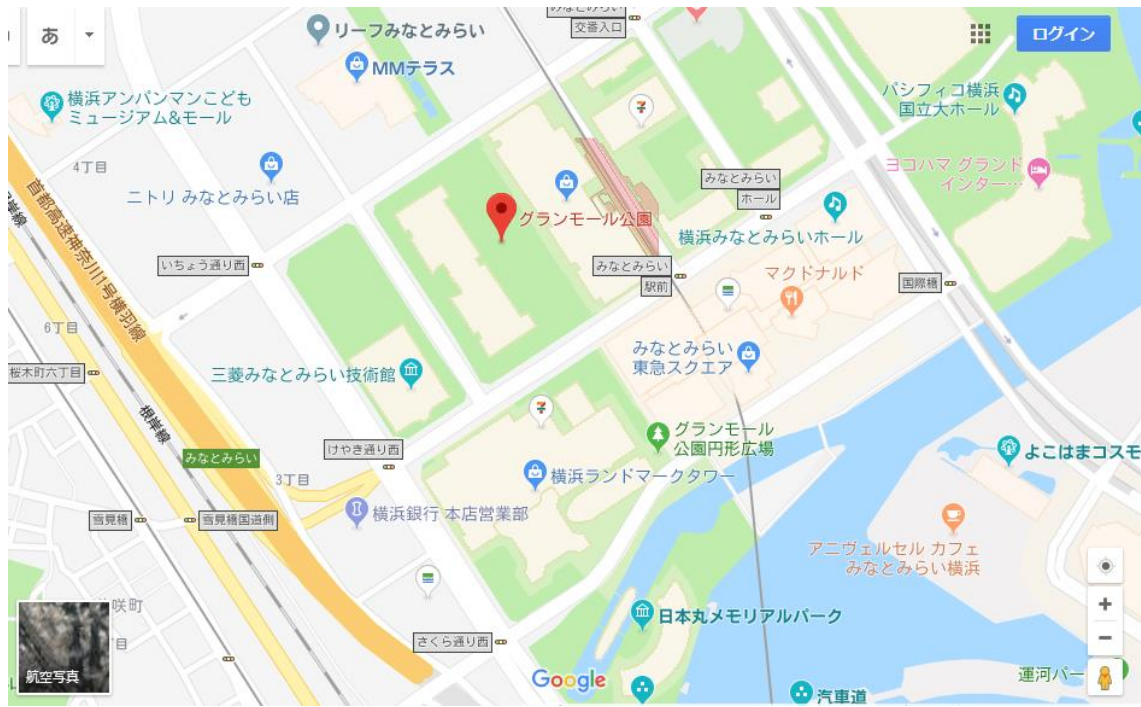 あ
リーフみなとみらい
交番入口
ログイン
MMテラス
横浜アンパンマンこども
ミュージアム&モール
パシフィコ横浜
国立大ホール
4丁目
ニトリ みなとみらい店
みなとみらい
ホール
ヨコハマ グランド
インター…
グランモール公園
横浜みなとみらいホール
首都高速神奈川1号横羽線
いちょう通り西
みなとみらい
駅前
マクドナルド
国際橋
6丁目
桜木町六丁目
三菱みなとみらい技術館
みなとみらい
東急スクエア
根岸線
グランモール
公園円形広場
よこはまコスモ
けやき通り西
みなとみらい
3丁目
横浜ランドマークタワー
雪見橋
雪見橋国道側
横浜銀行 本店営業部
アニヴェルセル カフェ
みなとみらい横浜
咲町
日本丸メモリアルパーク
さくら通り西
航空写真
Google
運河パー
汽車道